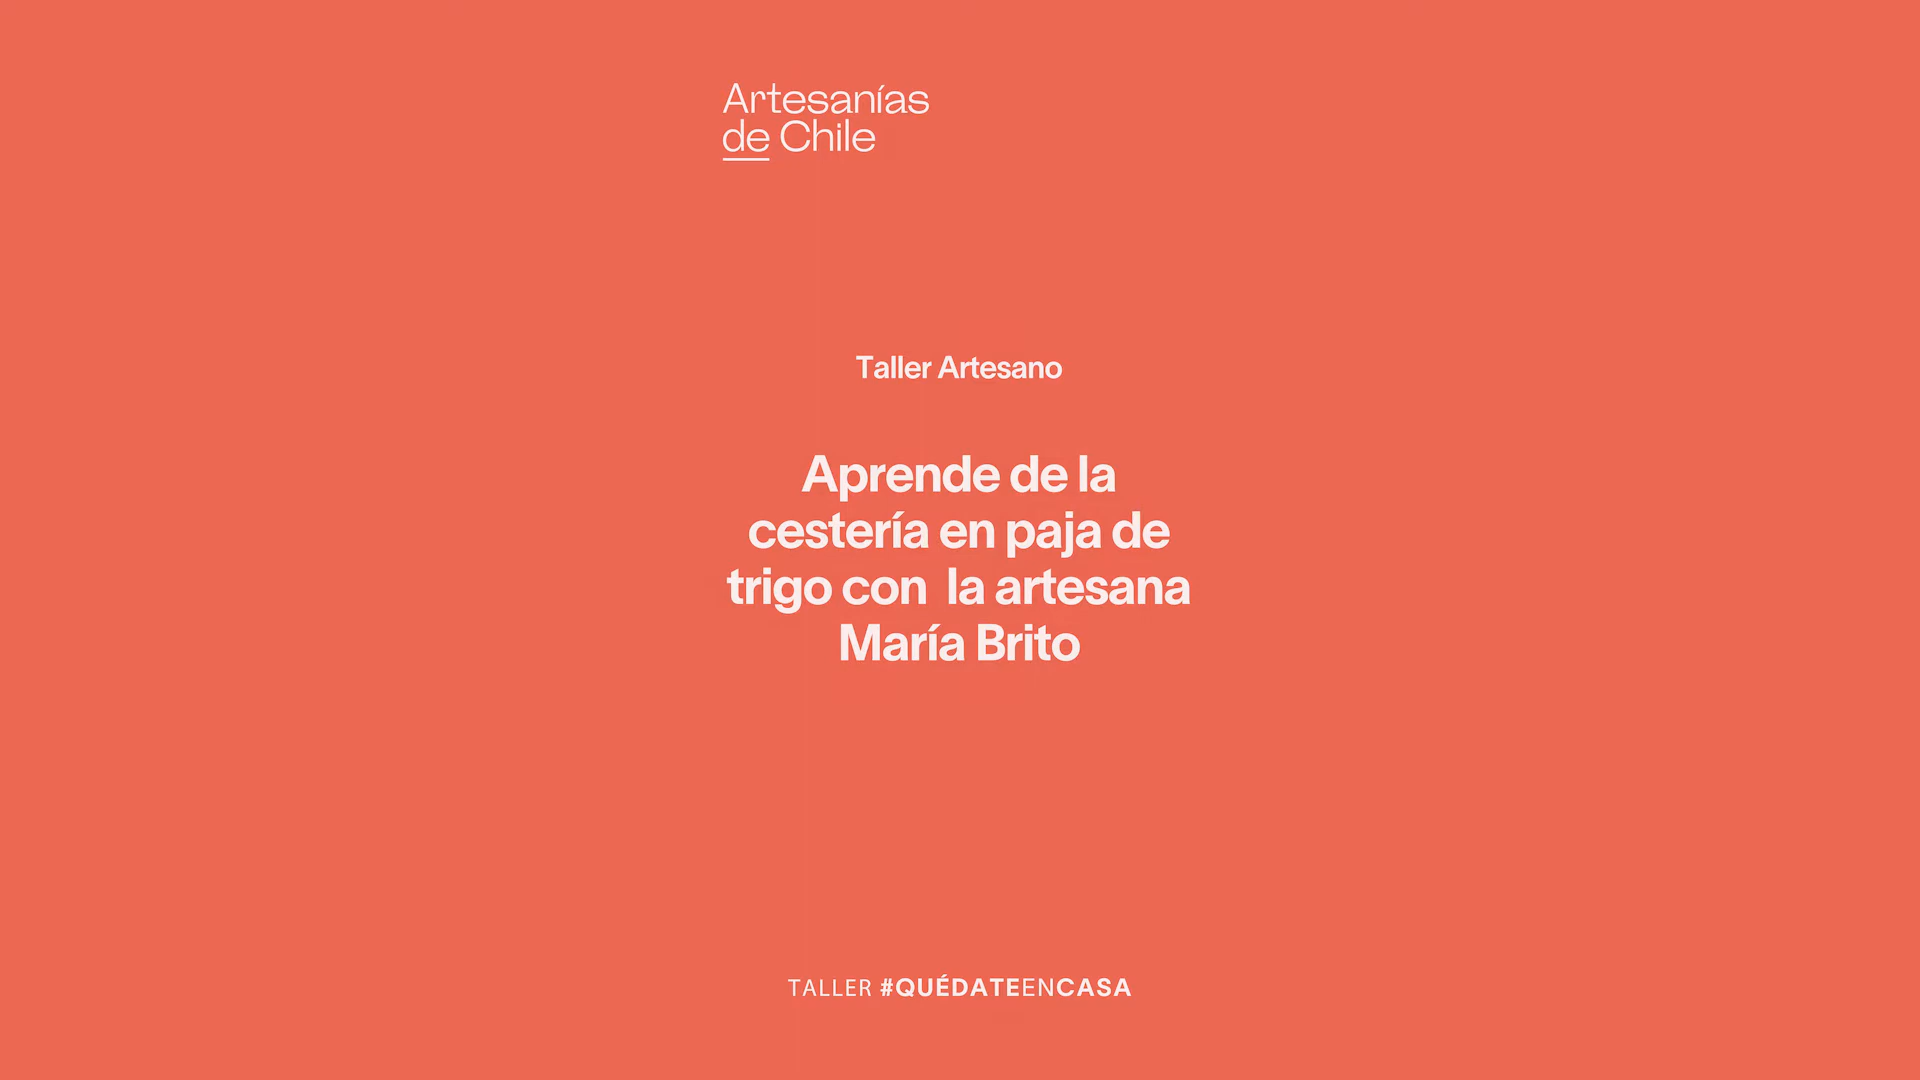 Artesanías
de Chile
Taller Artesano
Aprende de la
cestería en paja de
trigo con  la artesana
María Brito
TALLER #QUÉDATEENCASA